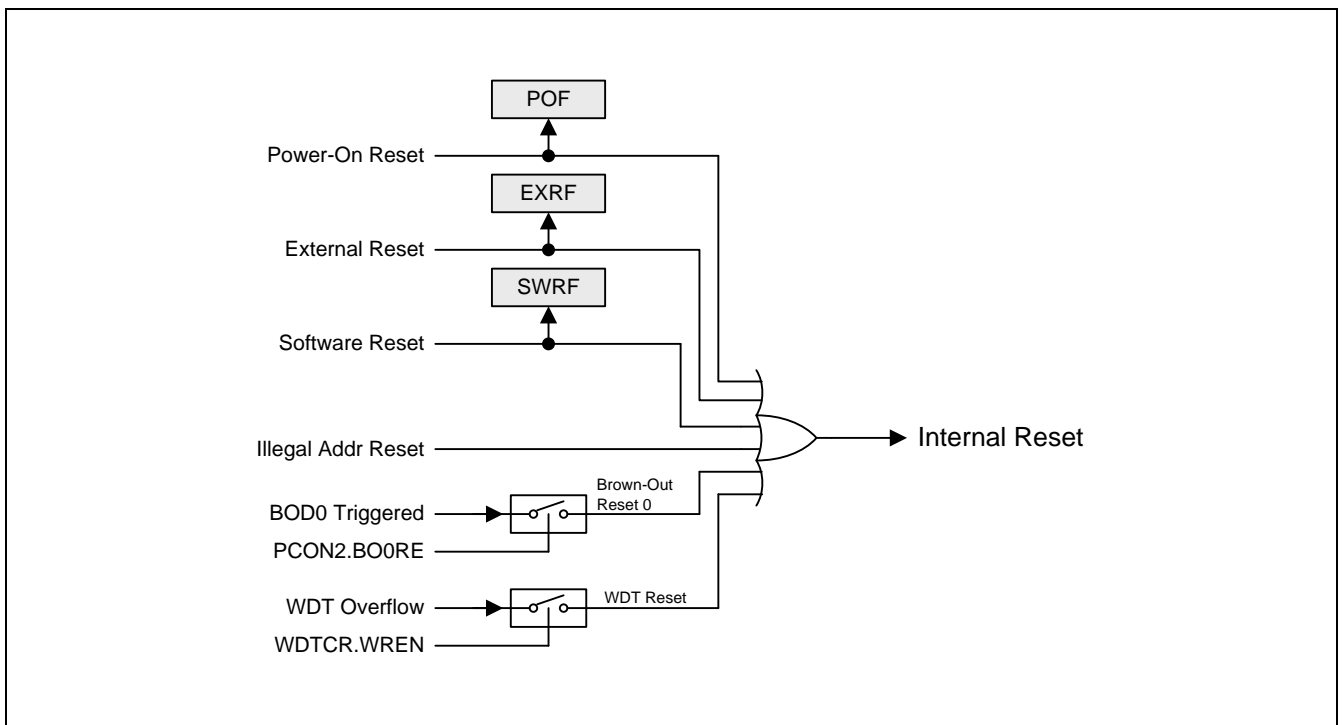 POF
Power-On Reset
EXRF
External Reset
SWRF
Software Reset
Illegal Addr Reset
Internal Reset
Brown-Out
Reset 0
BOD0 Triggered
PCON2.BO0RE
WDT Overflow
WDT Reset
WDTCR.WREN